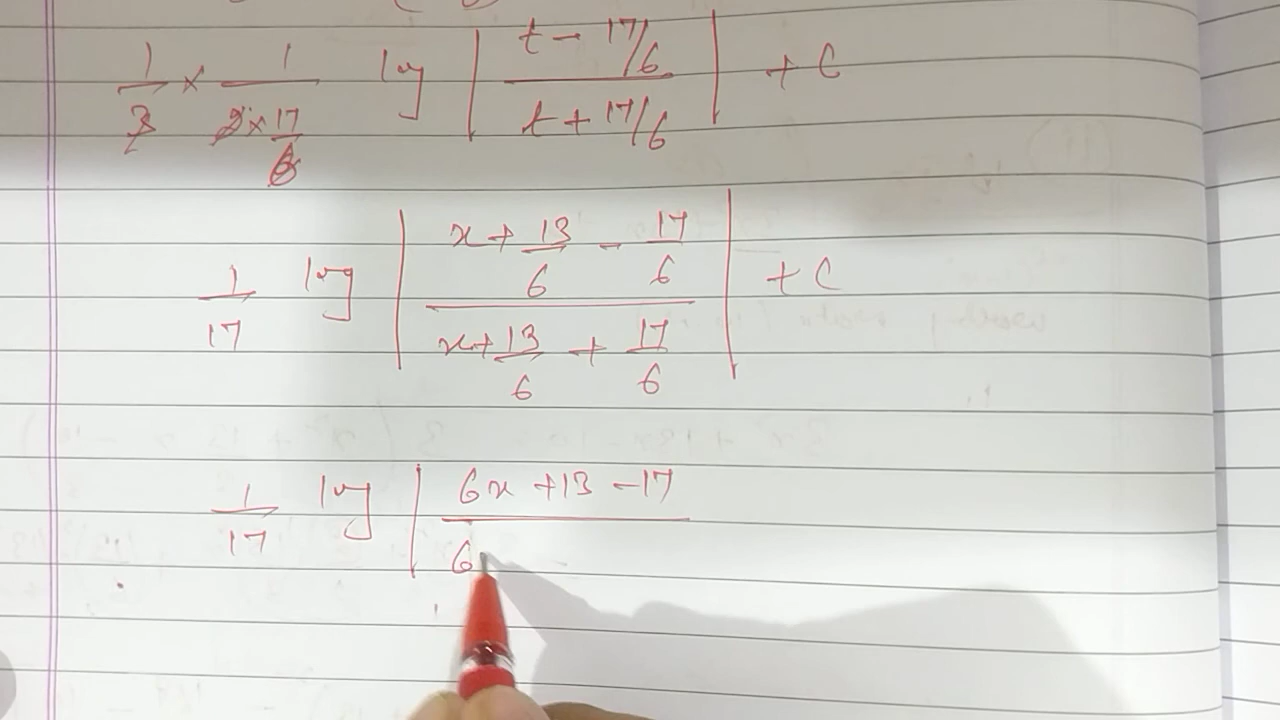 1/3 × 1/(2×17/6) log | (t - 17/6)/(t + 17/6) | + C
1/17 log | (x + 13/6 - 17/6)/(x + 13/6 + 17/6) | + C
1/17 log | (6x + 13 - 17)/6